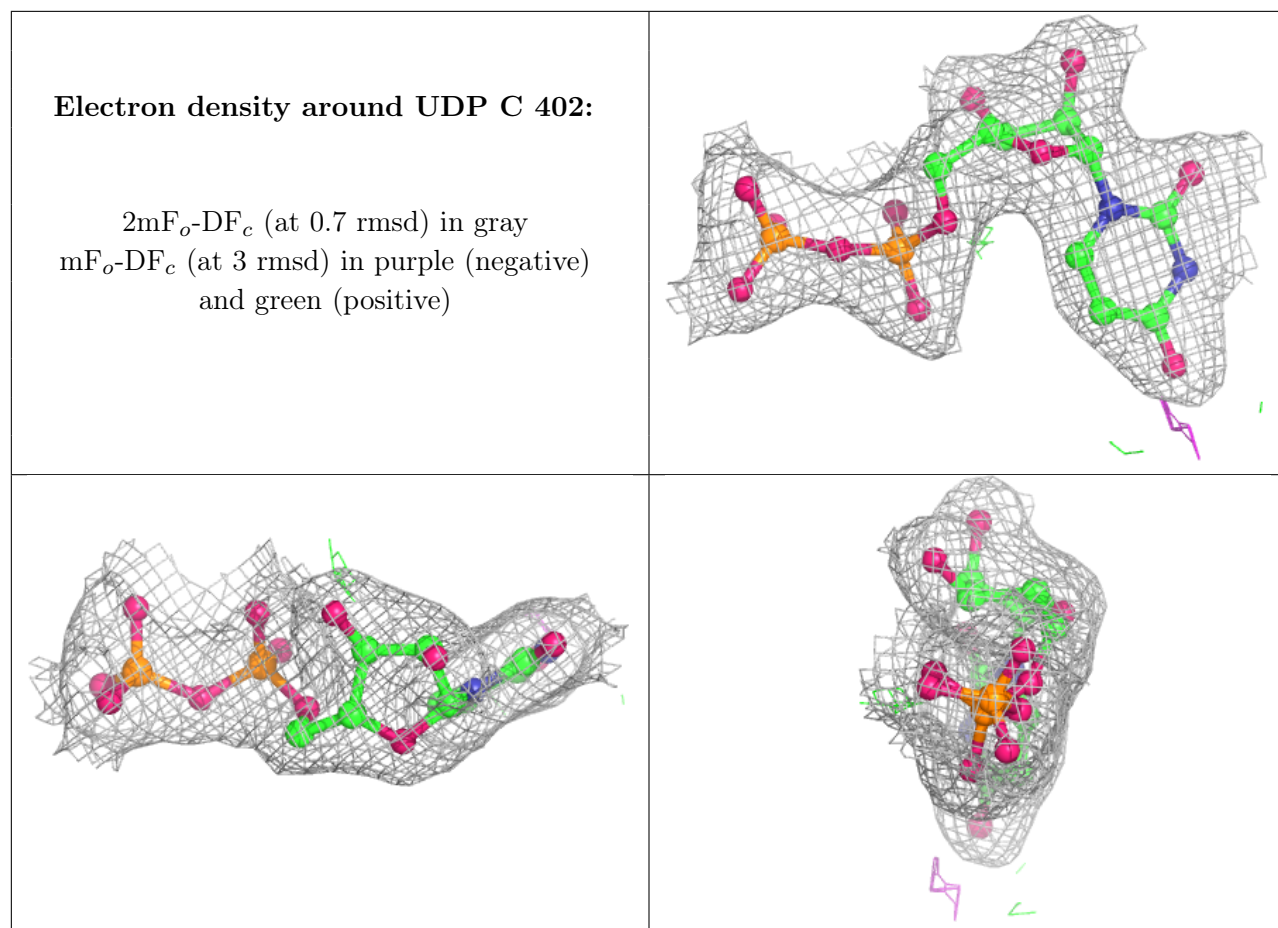 Electron density around UDP C 402:
2mFₒ-DF𝒸 (at 0.7 rmsd) in gray
mFₒ-DF𝒸 (at 3 rmsd) in purple (negative)
and green (positive)